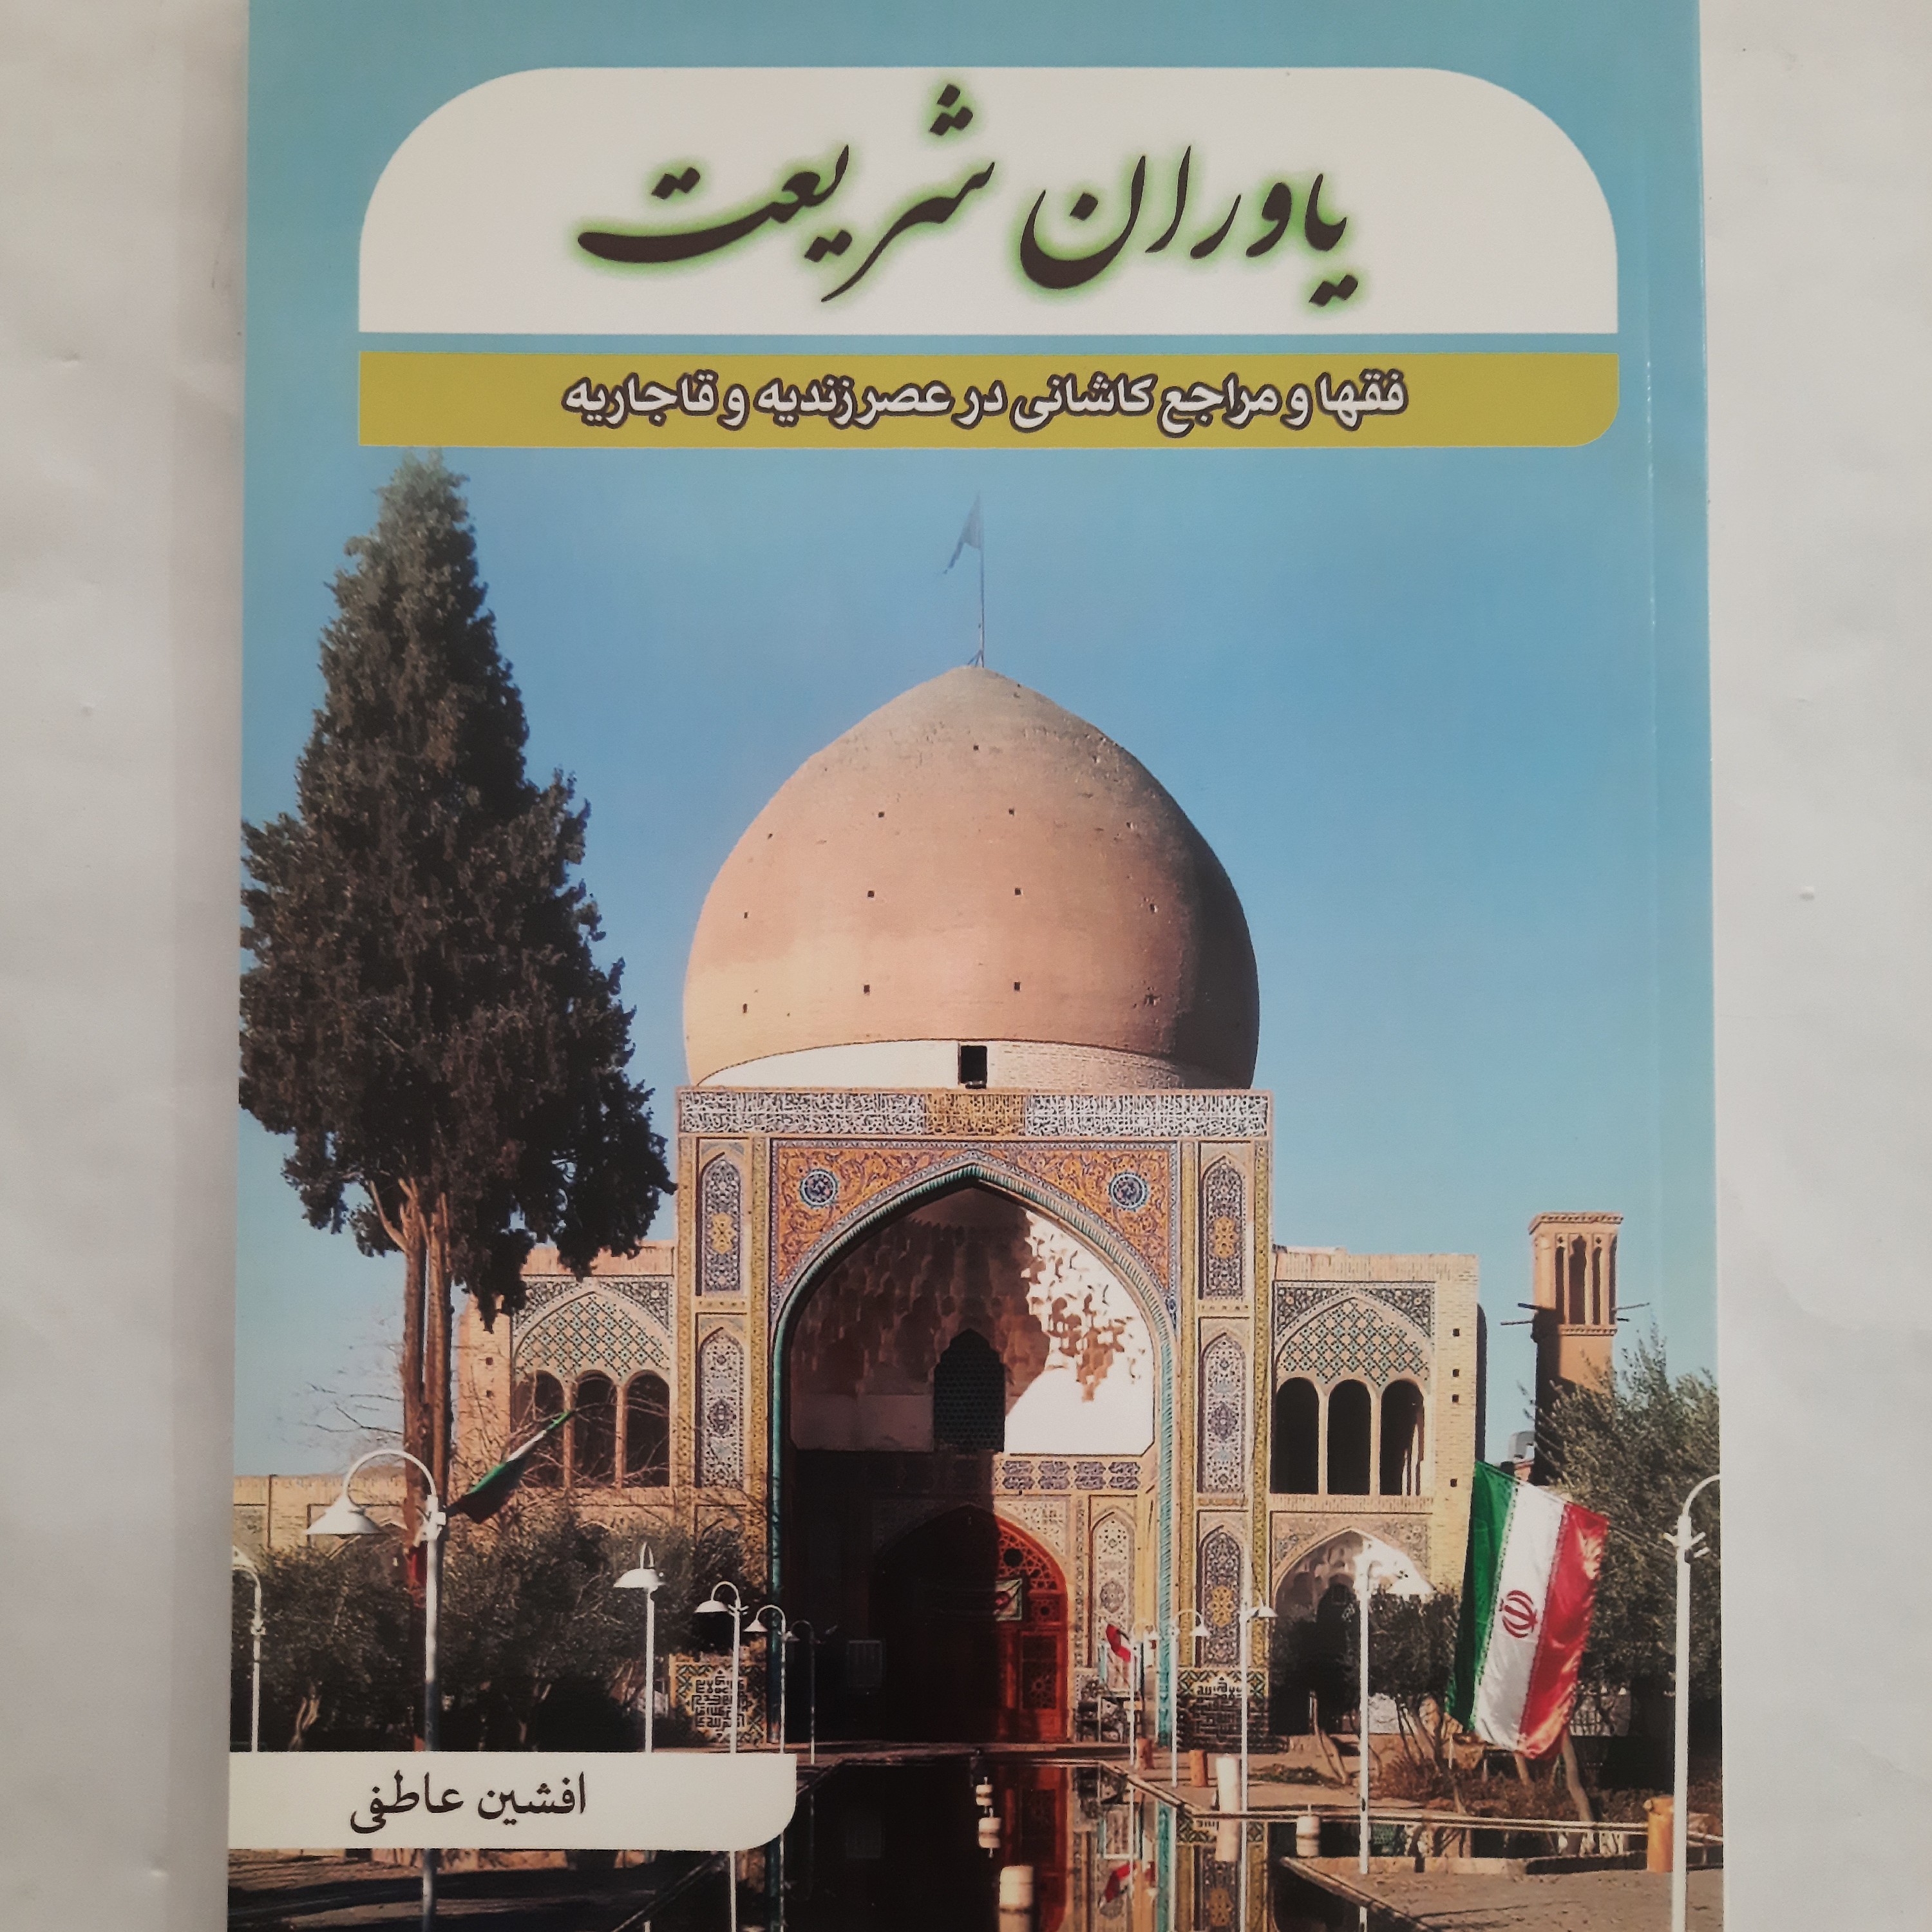 یاوران شریعت
فقها و مراجع کاشانی در عصر زندیه و قاجاریه
افشین عاطفی